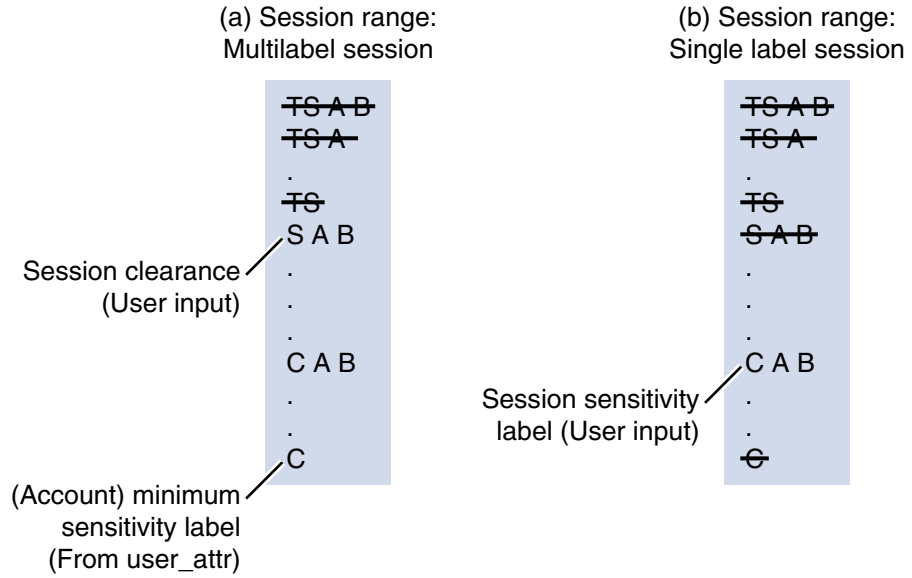 (a) Session range:
Multilabel session
TS A B
TS A
.
TS
S A B
.
.
.
C A B
.
.
C
Session clearance
(User input)
(Account) minimum
sensitivity label
(From user_attr)
(b) Session range:
Single label session
TS A B
TS A
.
TS
S A B
.
.
.
C A B
.
.
C
Session sensitivity
label (User input)